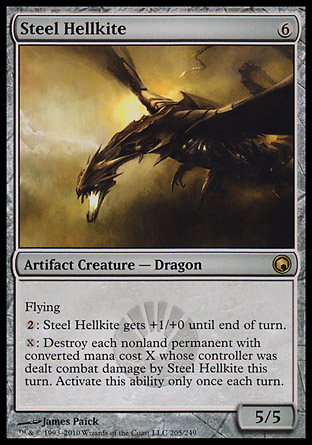 Steel Hellkite 6
Artifact Creature — Dragon
Flying
2: Steel Hellkite gets +1/+0 until end of turn.
X: Destroy each nonland permanent with
converted mana cost X whose controller was
dealt combat damage by Steel Hellkite this
turn. Activate this ability only once each turn.
James Paick
™ & © 1993–2010 Wizards of the Coast LLC 205/249
5/5